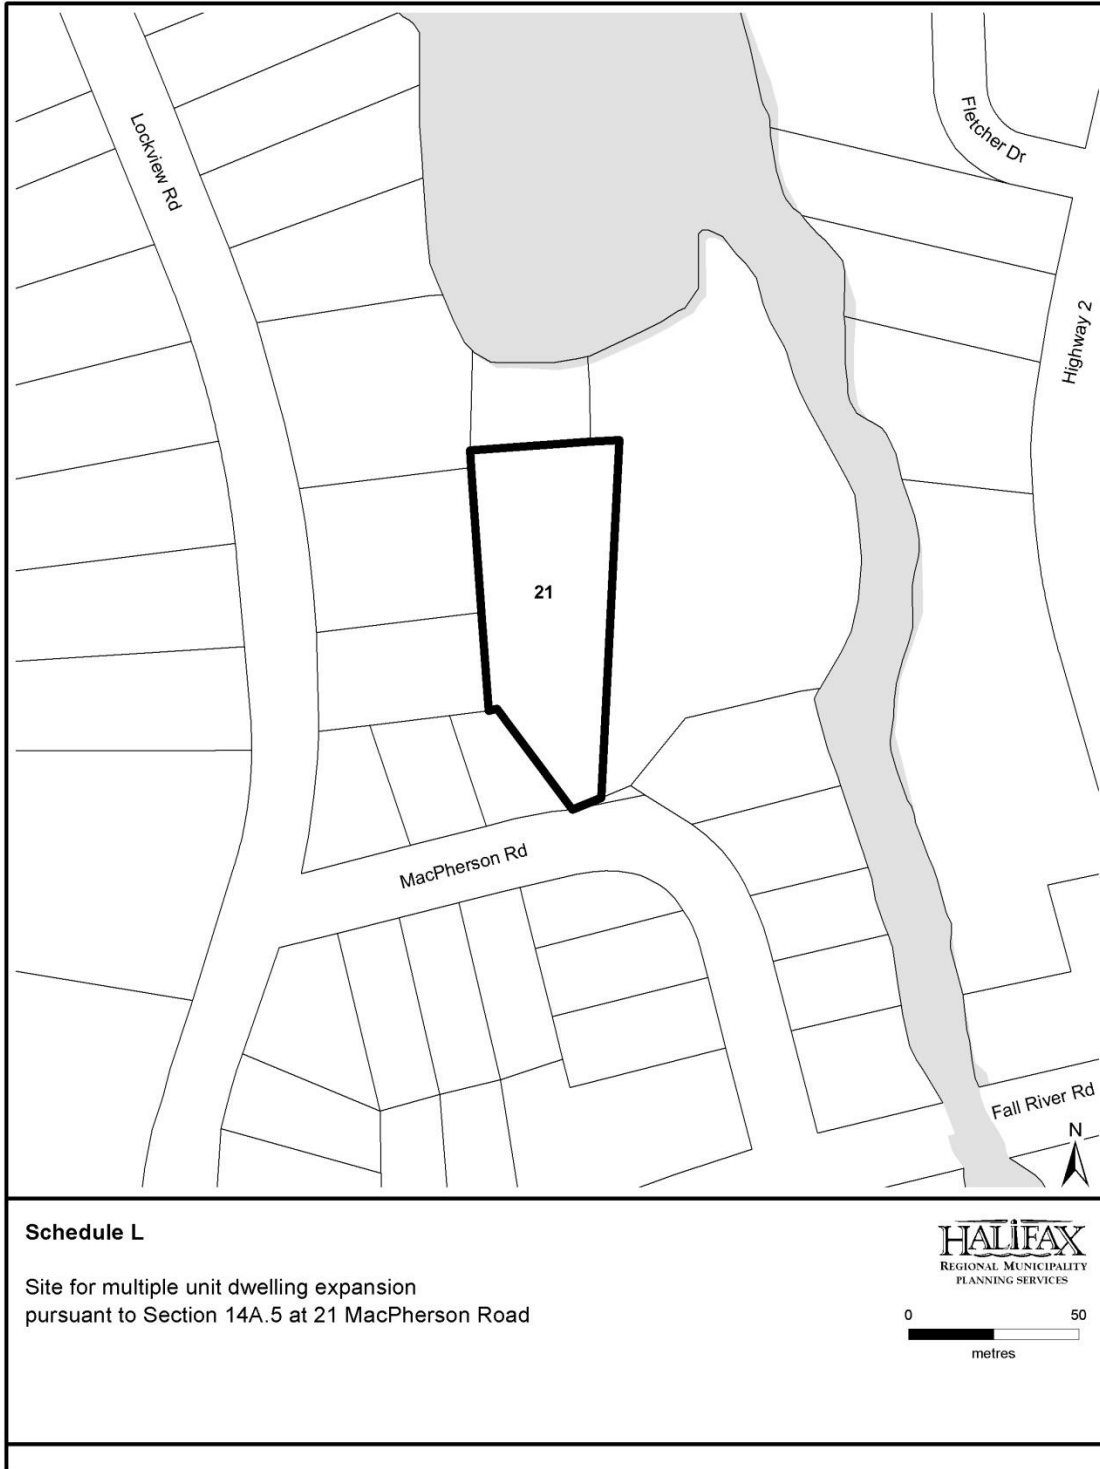 Fletcher Dr
Lockview Rd
Highway 2
21
MacPherson Rd
Fall River Rd
N
Schedule L
Site for multiple unit dwelling expansion
pursuant to Section 14A.5 at 21 MacPherson Road
HALIFAX
REGIONAL MUNICIPALITY
PLANNING SERVICES
0 50
metres